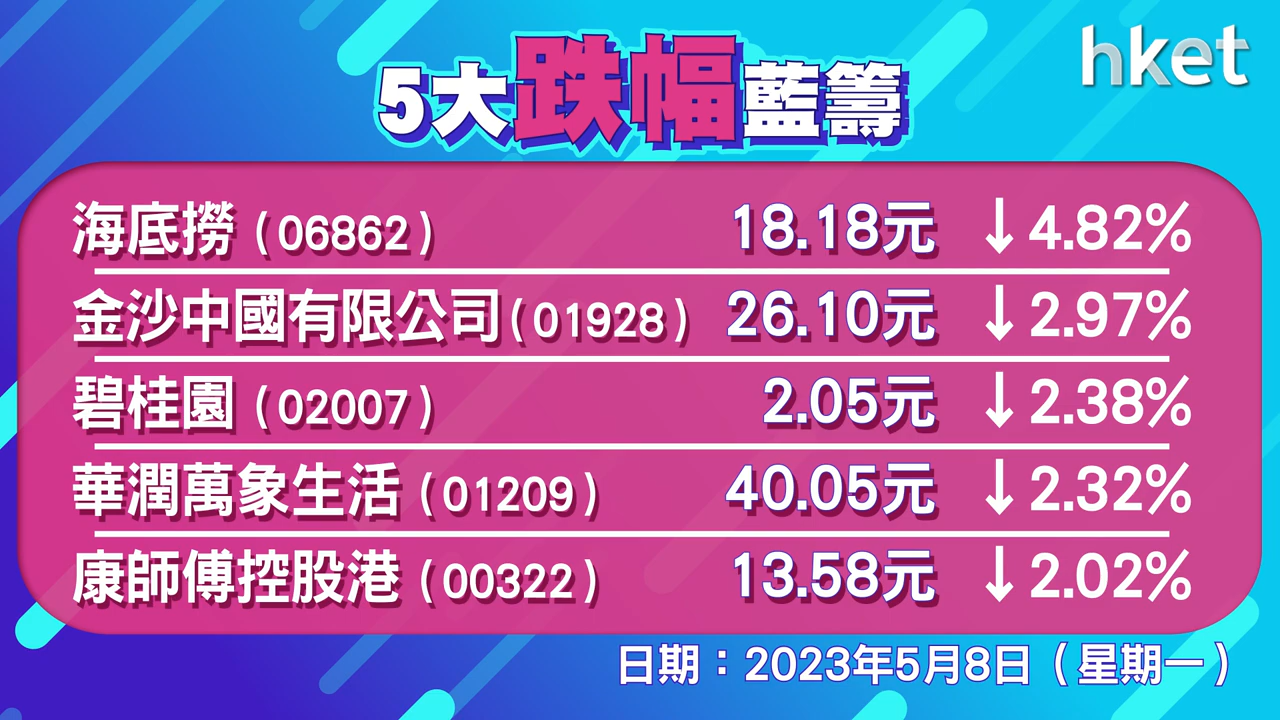 hket
5大跌幅藍籌
海底撈（06862） 18.18元 ↓4.82%
金沙中國有限公司（01928） 26.10元 ↓2.97%
碧桂園（02007） 2.05元 ↓2.38%
華潤萬象生活（01209） 40.05元 ↓2.32%
康師傅控股港（00322） 13.58元 ↓2.02%
日期：2023年5月8日（星期一）